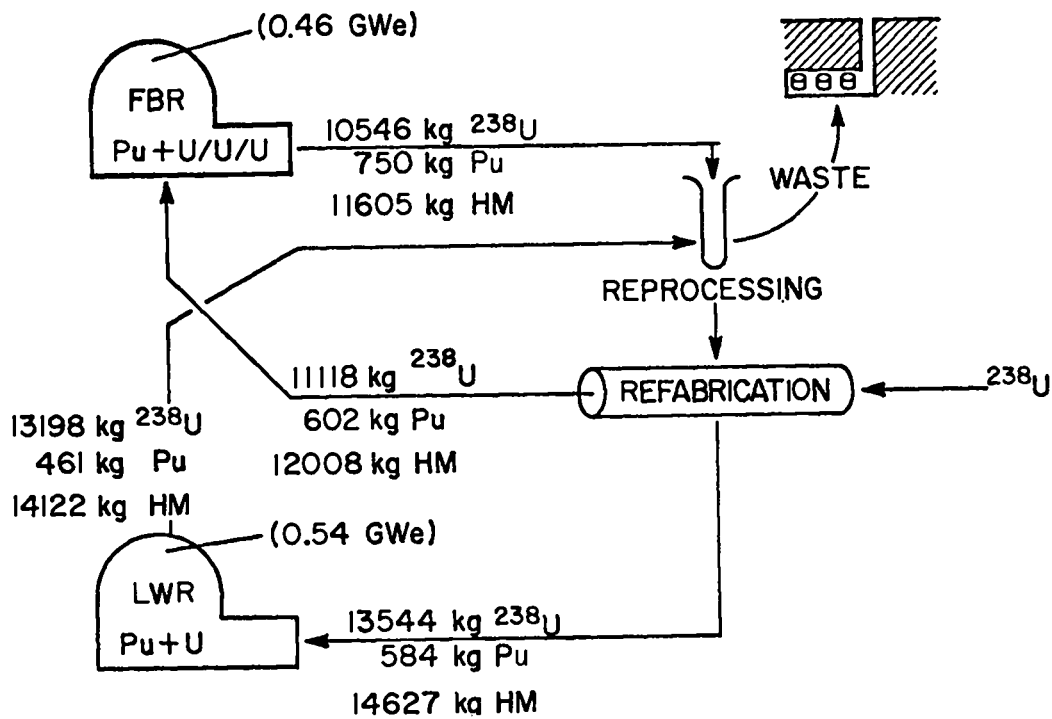 (0.46 GWe)
FBR
Pu+U/U/U
10546 kg ²³⁸U
750 kg Pu
11605 kg HM
WASTE
REPROCESSING
11118 kg ²³⁸U
602 kg Pu
12008 kg HM
REFABRICATION
²³⁸U
13198 kg ²³⁸U
461 kg Pu
14122 kg HM
(0.54 GWe)
LWR
Pu+U
13544 kg ²³⁸U
584 kg Pu
14627 kg HM